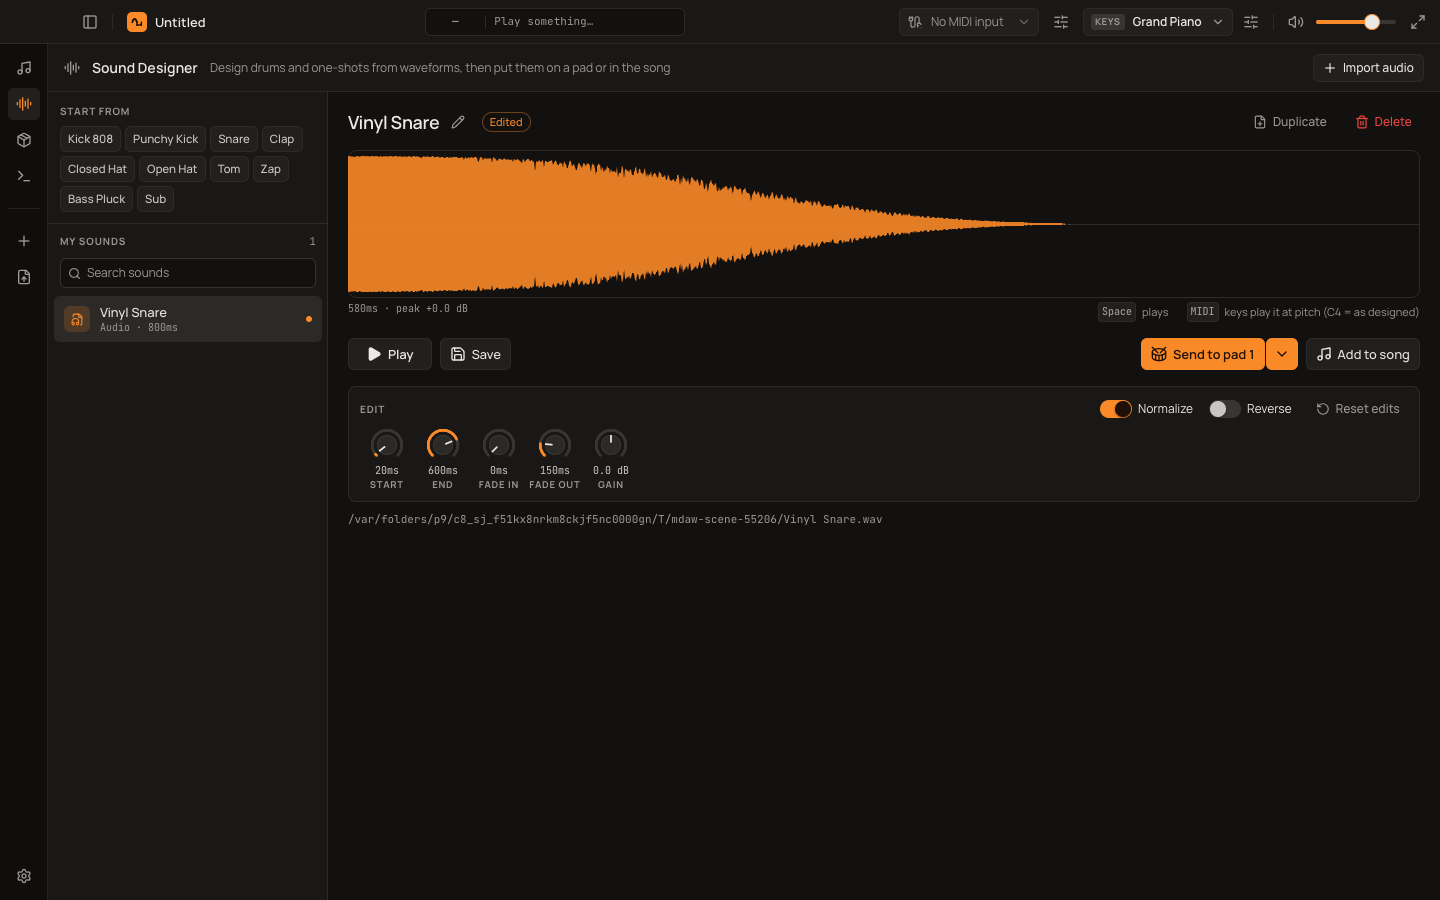 Untitled
–
Play something…
No MIDI input
KEYS Grand Piano
Sound Designer
Design drums and one-shots from waveforms, then put them on a pad or in the song
Import audio
START FROM
Kick 808 Punchy Kick Snare Clap
Closed Hat Open Hat Tom Zap
Bass Pluck Sub
MY SOUNDS 1
Search sounds
Vinyl Snare
Audio · 800ms
Vinyl Snare Edited Duplicate Delete
580ms · peak +0.0 dB
Space plays MIDI keys play it at pitch (C4 = as designed)
Play Save Send to pad 1 Add to song
EDIT Normalize Reverse Reset edits
20ms 600ms 0ms 150ms 0.0 dB
START END FADE IN FADE OUT GAIN
/var/folders/p9/c8_sj_f51kx8nrkm8ckjf5nc0000gn/T/mdaw-scene-55206/Vinyl Snare.wav